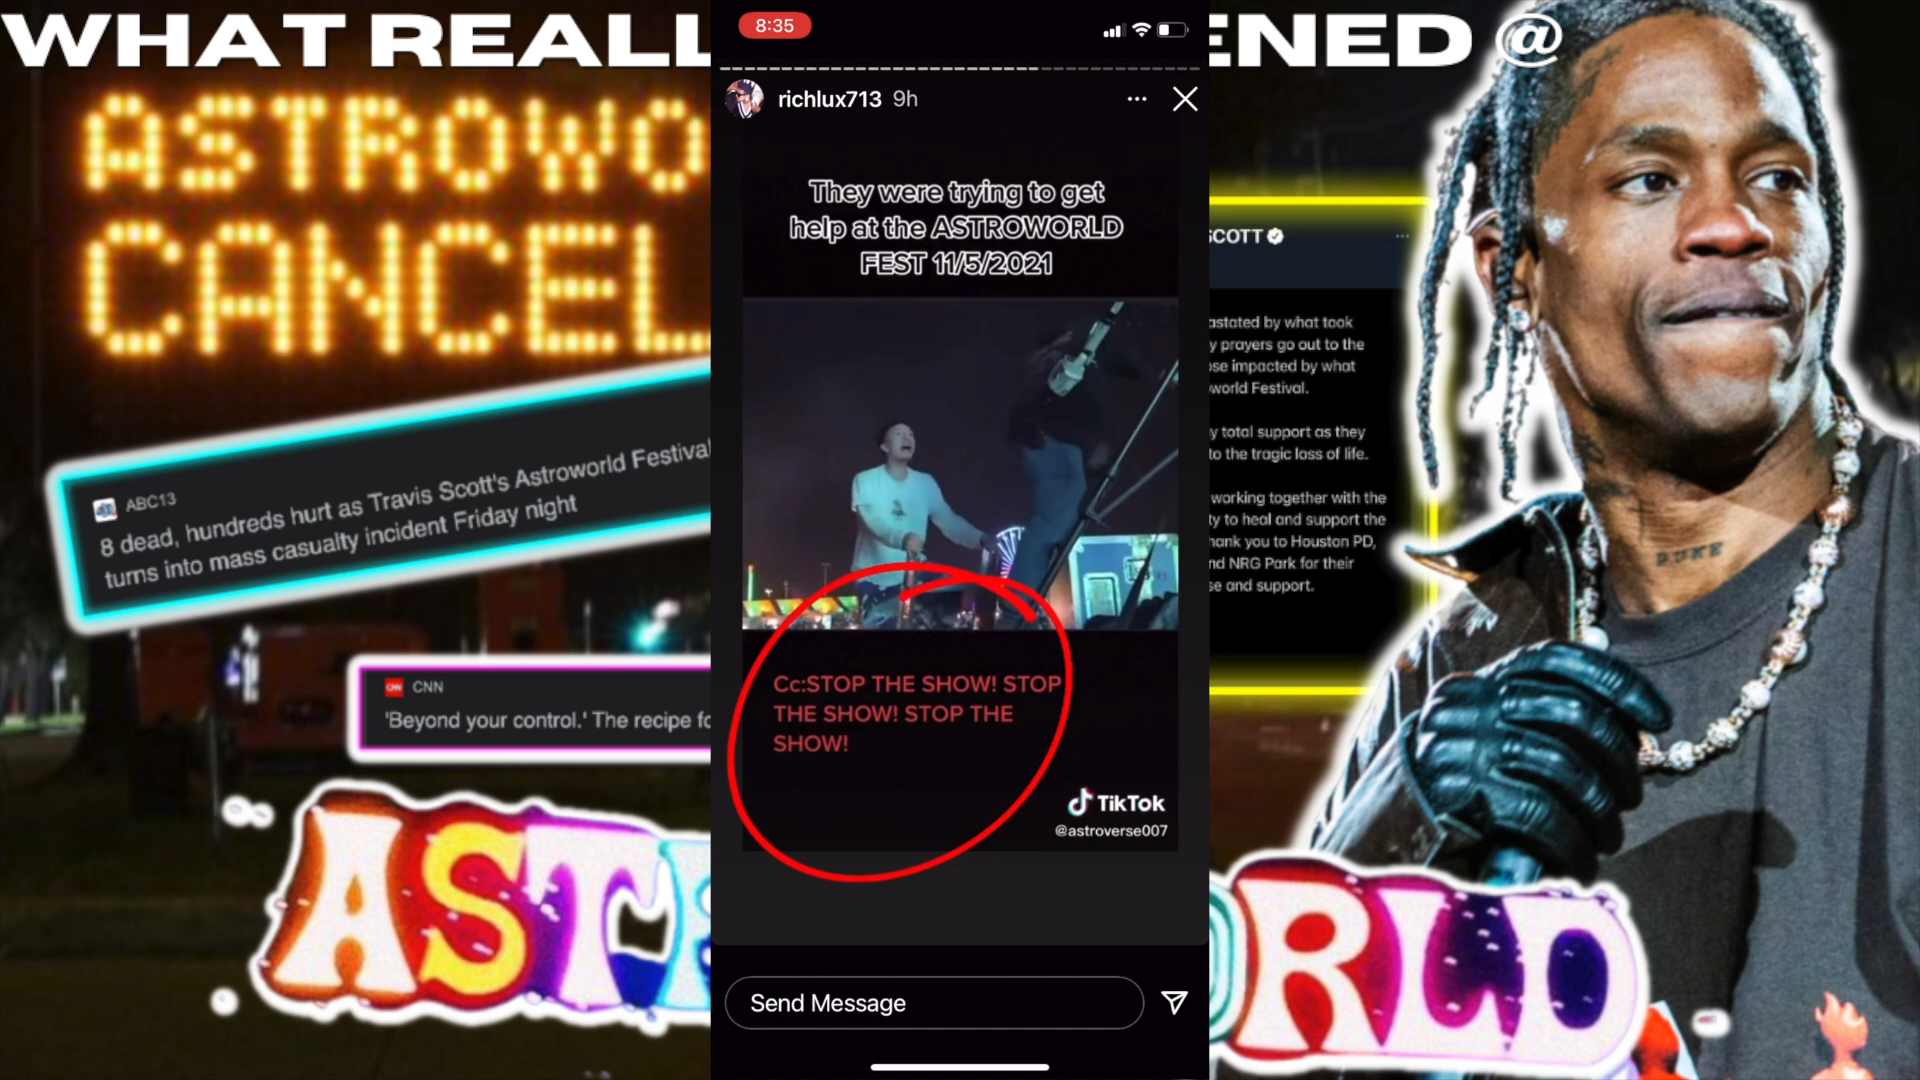 WHAT REALL
ENED @
ASTROWO
CANCEL
ABC13
8 dead, hundreds hurt as Travis Scott's Astroworld Festival
turns into mass casualty incident Friday night
CNN
'Beyond your control.' The recipe fo
AST
8:35
richlux713 9h
They were trying to get
help at the ASTROWORLD
FEST 11/5/2021
Cc:STOP THE SHOW! STOP
THE SHOW! STOP THE
SHOW!
TikTok
@astroverse007
Send Message
SCOTT
astated by what took
y prayers go out to the
ose impacted by what
world Festival.
y total support as they
to the tragic loss of life.
working together with the
ty to heal and support the
hank you to Houston PD,
nd NRG Park for their
se and support.
DUKE
ORLD